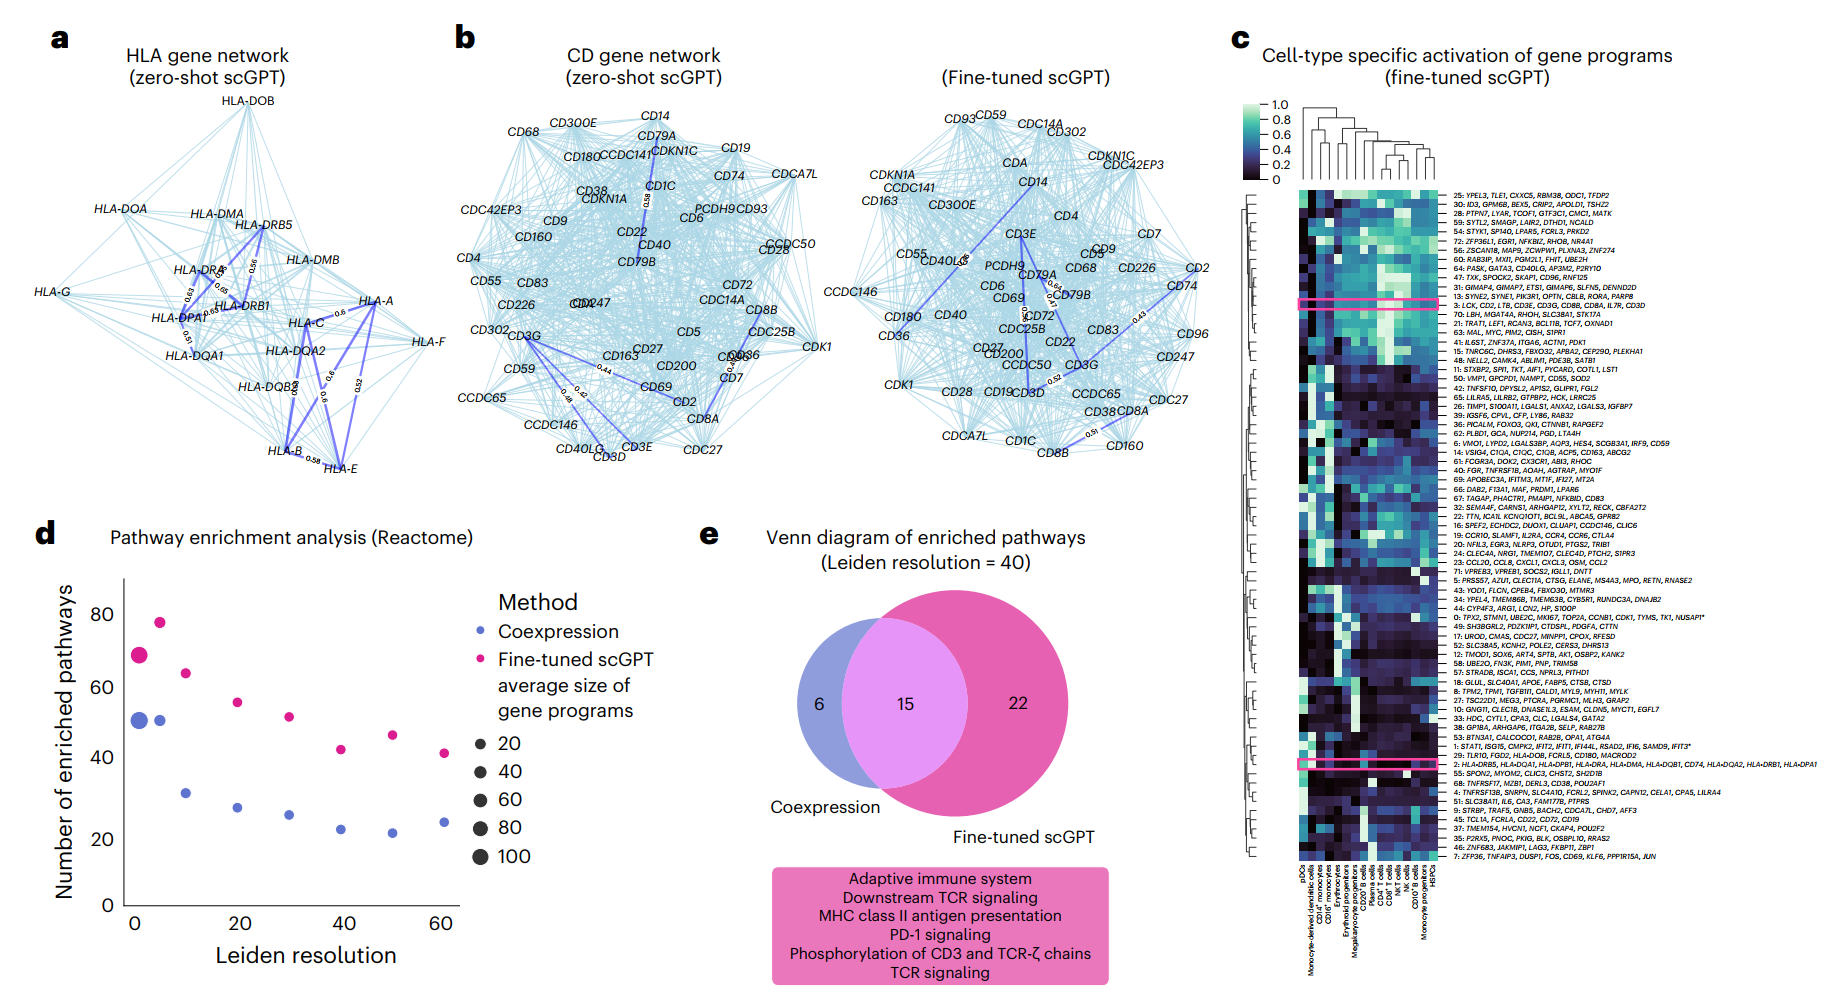 a
HLA gene network
(zero-shot scGPT)
HLA-DOB
HLA-DOA
HLA-DMA
HLA-DRB5
HLA-DRA
HLA-DMB
HLA-G
HLA-DRB1
HLA-A
HLA-DPA1
HLA-C
HLA-F
HLA-DQA1
HLA-DQA2
HLA-B
HLA-E
0.56
0.63
0.65
0.63
0.51
0.6
0.6
0.6
0.52
0.58
b
CD gene network
(zero-shot scGPT)
CD14
CD300E
CD68
CD79A
CD180
CCDC141
CDKN1C
CD19
CD74
CDCA7L
CD38
CD1C
CDKN1A
CDC42EP3
CD9
PCDH9
CD93
CD6
CD160
CD22
CD40
CCDC50
CD28
CD4
CD79B
CD55
CD83
CD72
CD226
CD247
CDC14A
CD8B
CD302
CD3G
CD5
CDC25B
CD163
CD27
CDK1
CD59
CD200
CD7
CD69
CCDC65
CD2
CD8A
CCDC146
CD40LG
CD3D
CD3E
CDC27
0.58
0.44
0.42
0.48
(Fine-tuned scGPT)
CD93
CD59
CDC14A
CD302
CDA
CDKN1C
CDC42EP3
CDKN1A
CCDC141
CD14
CD163
CD300E
CD4
CD3E
CD7
CD55
CD9
PCDH9
CD68
CD226
CD2
CD79A
CD74
CCDC146
CD6
CD69
CD79B
CD180
CD40
CD72
CD36
CDC25B
CD83
CD96
CD22
CD27
CD200
CD247
CCDC50
CD3G
CDK1
CD28
CD19
CD3D
CCDC65
CDC27
CD38
CD8A
CDCA7L
CD1C
CD8B
CD160
0.64
0.47
0.43
0.52
0.51
c
Cell-type specific activation of gene programs
(fine-tuned scGPT)
1.0
0.8
0.6
0.4
0.2
0
25: YPEL3, TLE1, CXXC5, RBM38, ODC1, TFDP2
30: ID3, GPM6B, BEX5, CRIP2, APOLD1, TSHZ2
28: PTPN7, LYAR, TCOF1, GTF3C1, CMC1, MATK
59: SYTL2, SMAGP, LAIR2, DTHD1, NCALD
54: STYK1, SP140, LPAR5, FCRL3, PRKD2
72: ZFP36L1, EGR1, NFKBIZ, RHOB, NR4A1
56: ZSCAN18, MAP9, ZCWPW1, PLXNA3, ZNF274
60: RAB3IP, MXI1, PGM2L1, FHIT, UBE2H
64: PASK, GATA3, CD40LG, AP3M2, P2RY10
47: TXK, SPOCK2, SKAP1, CD96, RNF125
31: GIMAP4, GIMAP7, ETS1, GIMAP6, SLFN5, DENND2D
13: SYNE2, SYNE1, PIK3R1, OPTN, CBLB, RORA, PARP8
3: LCK, CD2, LTB, CD3E, CD3G, CD8B, CD8A, IL7R, CD3D
70: LBH, MGAT4A, RHOH, SLC38A1, STK17A
21: TRAT1, LEF1, RCAN3, BCL11B, TCF7, OXNAD1
63: MAL, MYC, PIM2, CISH, S1PR1
41: IL6ST, ZNF37A, ITGA6, ACTN1, PDK1
15: TNRC6C, DHRS3, FBXO32, APBA2, CEP290, PLEKHA1
48: NELL2, CAMK4, ABLIM1, PDE3B, SATB1
11: STXBP2, SPI1, TKT, AIF1, PYCARD, COTL1, LST1
50: VMP1, GPCPD1, NAMPT, CD55, SOD2
42: TNFSF10, DPYSL2, AP1S2, GLIPR1, FGL2
65: LILRA5, LILRB2, GTPBP2, HCK, LRRC25
26: TIMP1, S100A11, LGALS1, ANXA2, LGALS3, IGFBP7
39: IGSF6, CPVL, CFP, LY86, RAB32
36: PICALM, FOXO3, QKI, CTNNB1, RAPGEF2
62: PLBD1, GCA, NUP214, PGD, LTA4H
6: VMO1, LYPD2, LGALS3BP, AQP3, HES4, SCGB3A1, IRF9, CD59
14: VSIG4, C1QA, C1QC, C1QB, ACP5, CD163, ABCG2
61: FCGR3A, DOK2, CX3CR1, ABI3, RHOC
40: FGR, TNFRSF1B, AOAH, AGTRAP, MYO1F
69: APOBEC3A, IFITM3, MT1F, IFI27, MT2A
66: DAB2, F13A1, MAF, PRDM1, LPAR6
67: TAGAP, PHACTR1, PMAIP1, NFKBID, CD83
32: SEMA4F, CARNS1, ARHGAP12, XYLT2, RECK, CBFA2T2
22: TTN, ICA1L KCNQ1OT1, BCL9L, ABCA5, GPR82
16: SPEF2, ECHDC2, DUOX1, CLUAP1, CCDC146, CLIC6
19: CCR10, SLAMF1, IL2RA, CCR4, CCR6, CTLA4
20: NFIL3, EGR3, NLRP3, OTUD1, PTGS2, TRIB1
24: CLEC4A, NRG1, TMEM107, CLEC4D, PTCH2, S1PR3
23: CCL20, CCL8, CXCL1, CXCL3, OSM, CCL2
71: VPREB3, VPREB1, SOCS2, IGLL1, DNTT
5: PRSS57, AZU1, CLEC11A, CTSG, ELANE, MS4A3, MPO, RETN, RNASE2
43: YOD1, FLCN, CPEB4, FBXO30, MTMR3
34: YPEL4, TMEM86B, TMEM63B, CYB5R1, RUNDC3A, DNAJB2
44: CYP4F3, ARG1, LCN2, HP, S100P
0: TPX2, STMN1, UBE2C, MKI67, TOP2A, CCNB1, CDK1, TYMS, TK1, NUSAP1*
49: SH3BGRL2, PDZK1IP1, CTDSPL, PDGFA, CTTN
17: UROD, CMAS, CDC27, MINPP1, CPOX, RFESD
52: SLC38A5, KCNH2, POLE2, CERS3, DHRS13
12: TMOD1, SOX6, ART4, SPTB, AK1, OSBP2, KANK2
58: UBE2O, FN3K, PIM1, PNP, TRIM58
57: STRADB, ISCA1, CCS, NPRL3, PITHD1
18: GLUL, SLC40A1, APOE, FABP5, CTSB, CTSD
8: TPM2, TPM1, TGFB1I1, CALD1, MYL9, MYH11, MYLK
27: TSC22D1, MEG3, PTCRA, PGRMC1, MLH3, GRAP2
10: GNG11, CLEC1B, DNASE1L3, ESAM, CLDN5, MYCT1, EGFL7
33: HDC, CYTL1, CPA3, CLC, LGALS4, GATA2
38: GP1BA, ARHGAP6, ITGA2B, SELP, RAB27B
53: BTN3A1, CALCOCO1, RAB2B, OPA1, ATG4A
1: STAT1, ISG15, CMPK2, IFIT2, IFIT1, IFI44L, RSAD2, IFI6, SAMD9, IFIT3*
29: TLR10, FGD2, HLA•DOB, FCRL5, CD180, MACROD2
2: HLA•DRB5, HLA•DQA1, HLA•DPB1, HLA•DRA, HLA•DMA, HLA•DQB1, CD74, HLA•DQA2, HLA•DRB1, HLA•DPA1
55: SPON2, MYOM2, CLIC3, CHST2, SH2D1B
68: TNFRSF17, MZB1, DERL3, CD38, POU2AF1
4: TNFRSF13B, SNRPN, SLC4A10, FCRL2, SPINK2, CAPN12, CELA1, CPA5, LILRA4
51: SLC38A11, IL6, CA3, FAM177B, PTPRS
9: STRBP, TRAF5, GNB5, BACH2, CDCA7L, CHD7, AFF3
45: TCL1A, FCRLA, CD22, CD72, CD19
37: TMEM154, HVCN1, NCF1, CKAP4, POU2F2
35: P2RX5, PNOC, PKIG, BLK, OSBPL10, RRAS2
46: ZNF683, JAKMIP1, LAG3, FKBP11, ZBP1
7: ZFP36, TNFAIP3, DUSP1, FOS, CD69, KLF6, PPP1R15A, JUN
pDCs
Monocyte-derived dendritic cells
CD14+ monocytes
CD16+ monocytes
Erythrocytes
Erythroid progenitors
Megakaryocyte progenitors
CD20+ B cells
Plasma cells
CD4+ T cells
CD8+ T cells
NKT cells
NK cells
CD10+ B cells
Monocyte progenitors
HSPCs
d
Pathway enrichment analysis (Reactome)
Number of enriched pathways
80
60
40
20
0
0 20 40 60
Leiden resolution
Method
Coexpression
Fine-tuned scGPT
average size of
gene programs
20
40
60
80
100
e
Venn diagram of enriched pathways
(Leiden resolution = 40)
6
15
22
Coexpression
Fine-tuned scGPT
Adaptive immune system
Downstream TCR signaling
MHC class II antigen presentation
PD-1 signaling
Phosphorylation of CD3 and TCR-ζ chains
TCR signaling